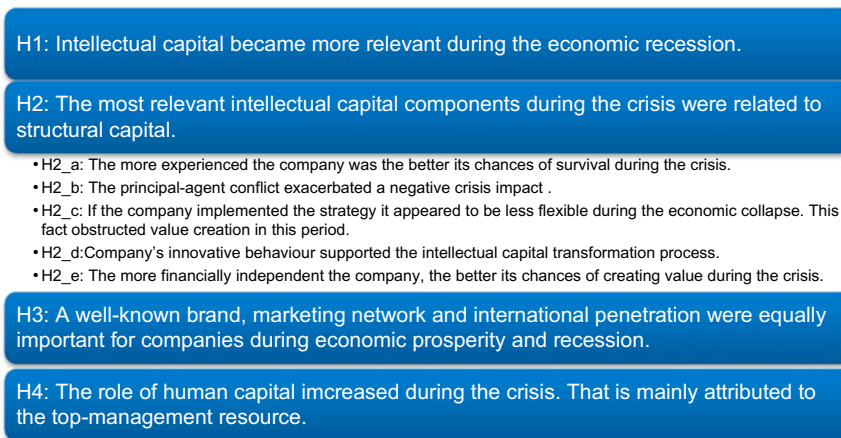 H1: Intellectual capital became more relevant during the economic recession.
H2: The most relevant intellectual capital components during the crisis were related to
structural capital.
• H2_a: The more experienced the company was the better its chances of survival during the crisis.
• H2_b: The principal-agent conflict exacerbated a negative crisis impact .
• H2_c: If the company implemented the strategy it appeared to be less flexible during the economic collapse. This
fact obstructed value creation in this period.
• H2_d:Company's innovative behaviour supported the intellectual capital transformation process.
• H2_e: The more financially independent the company, the better its chances of creating value during the crisis.
H3: A well-known brand, marketing network and international penetration were equally
important for companies during economic prosperity and recession.
H4: The role of human capital imcreased during the crisis. That is mainly attributed to
the top-management resource.